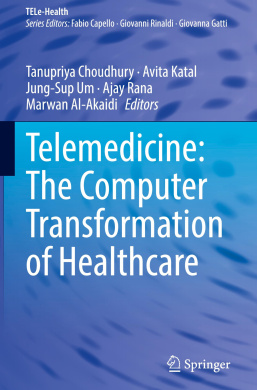 TELe-Health
Series Editors: Fabio Capello · Giovanni Rinaldi · Giovanna Gatti
Tanupriya Choudhury · Avita Katal
Jung-Sup Um · Ajay Rana
Marwan Al-Akaidi Editors
Telemedicine:
The Computer
Transformation
of Healthcare
Springer